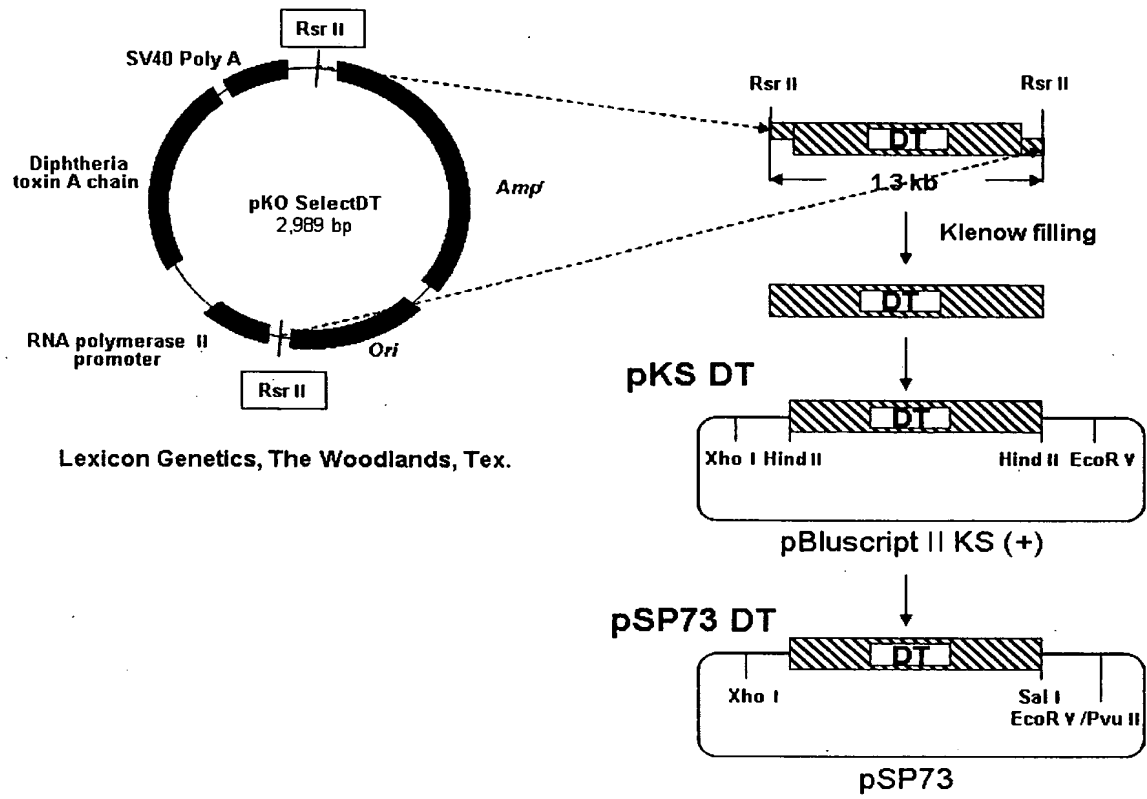 Rsr II
SV40 Poly A
Diphtheria
toxin A chain
pKO SelectDT
2,989 bp
Amp^r
RNA polymerase II
promoter
Ori
Rsr II
Lexicon Genetics, The Woodlands, Tex.
Rsr II
Rsr II
DT
1.3 kb
Klenow filling
DT
pKS DT
DT
Xho I
Hind II
Hind II
EcoR V
pBluscript II KS (+)
pSP73 DT
DT
Xho I
Sal I
EcoR V/Pvu II
pSP73